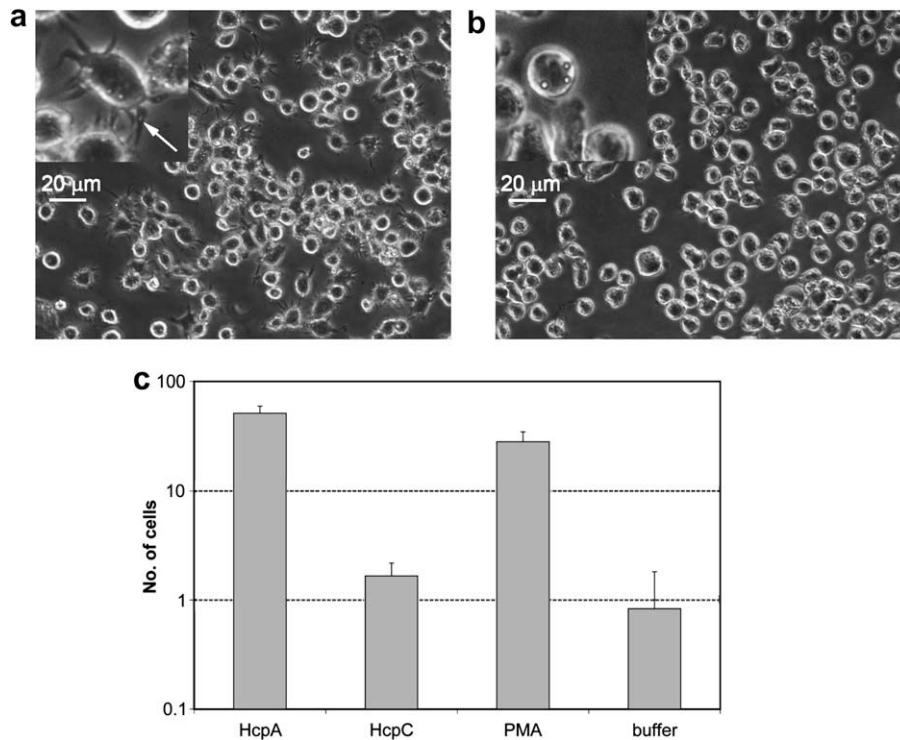 a
20 µm
b
20 µm
c
No. of cells
100
10
1
0.1
HcpA
HcpC
PMA
buffer